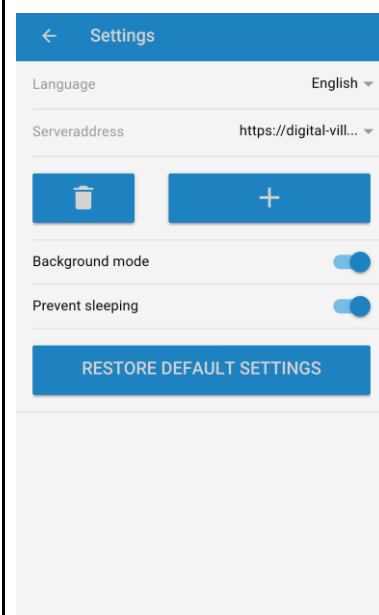 Settings
Language English
Serveraddress https://digital-vill...
Background mode
Prevent sleeping
RESTORE DEFAULT SETTINGS